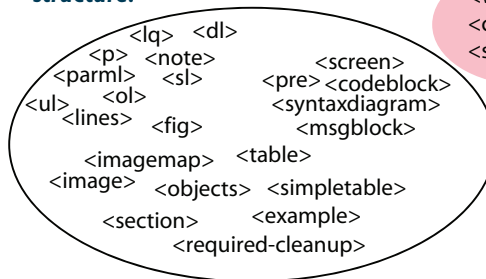 structure.
<lq> <dl>
<p> <note>
<parml> <sl>
<ul> <ol>
<lines>
<fig>
<screen>
<pre> <codeblock>
<syntaxdiagram>
<msgblock>
<imagemap> <table>
<image> <objects> <simpletable>
<section> <example>
<required-cleanup>